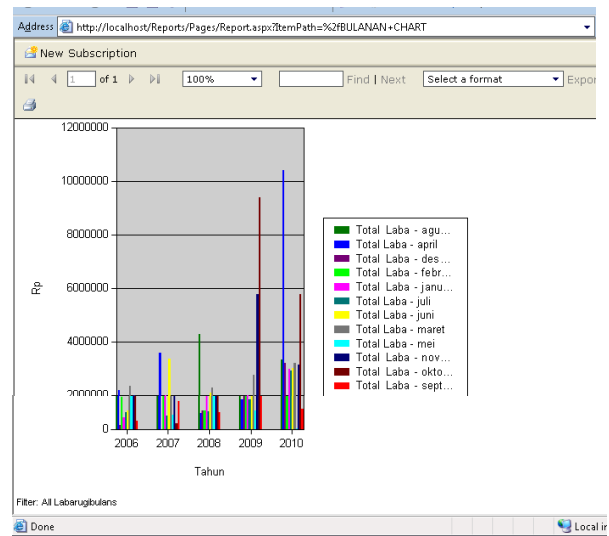 Address http://localhost/Reports/Pages/Report.aspx?ItemPath=%2fBULANAN+CHART
New Subscription
1 of 1 100% Find | Next Select a format Expor
12000000
10000000
8000000
6000000
4000000
2000000
0
Rp
2006 2007 2008 2009 2010
Tahun
Total Laba - agu...
Total Laba - april
Total Laba - des...
Total Laba - febr...
Total Laba - janu...
Total Laba - juli
Total Laba - juni
Total Laba - maret
Total Laba - mei
Total Laba - nov...
Total Laba - okto...
Total Laba - sept...
Filter: All Labarugibulans
Done Local in